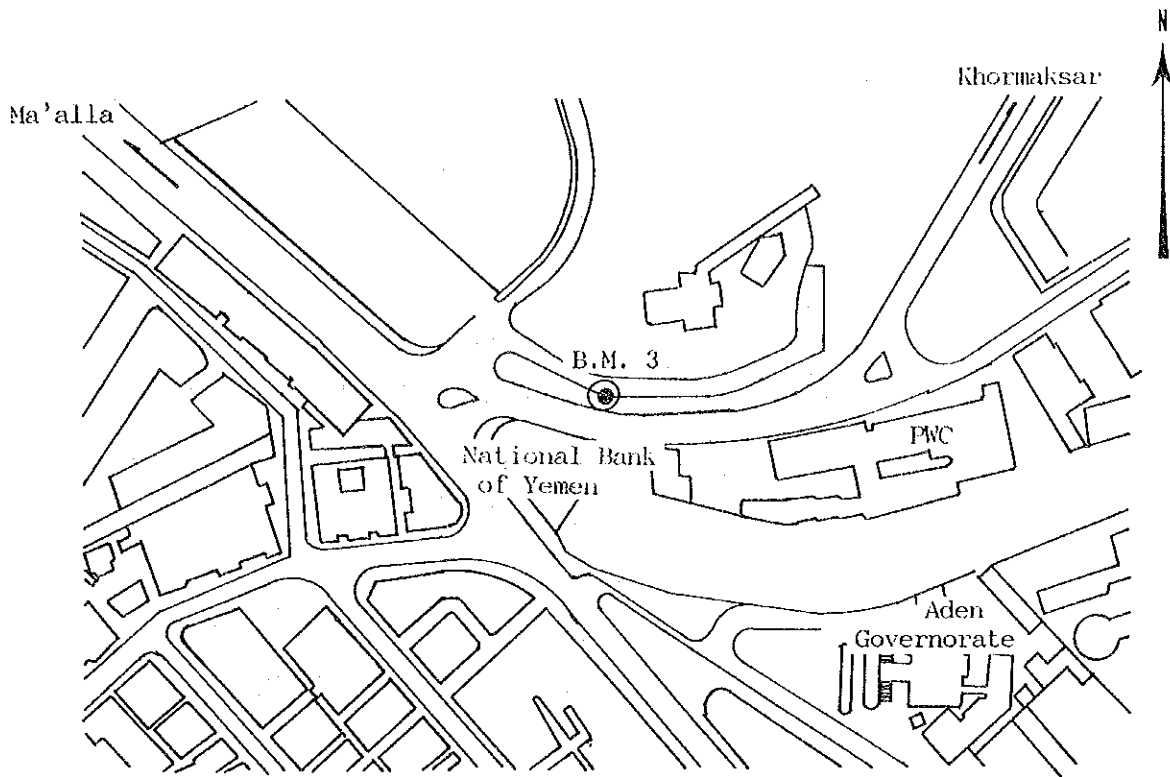 N
Khormaksar
Ma'alla
B.M. 3
PWC
National Bank
of Yemen
Aden
Governorate